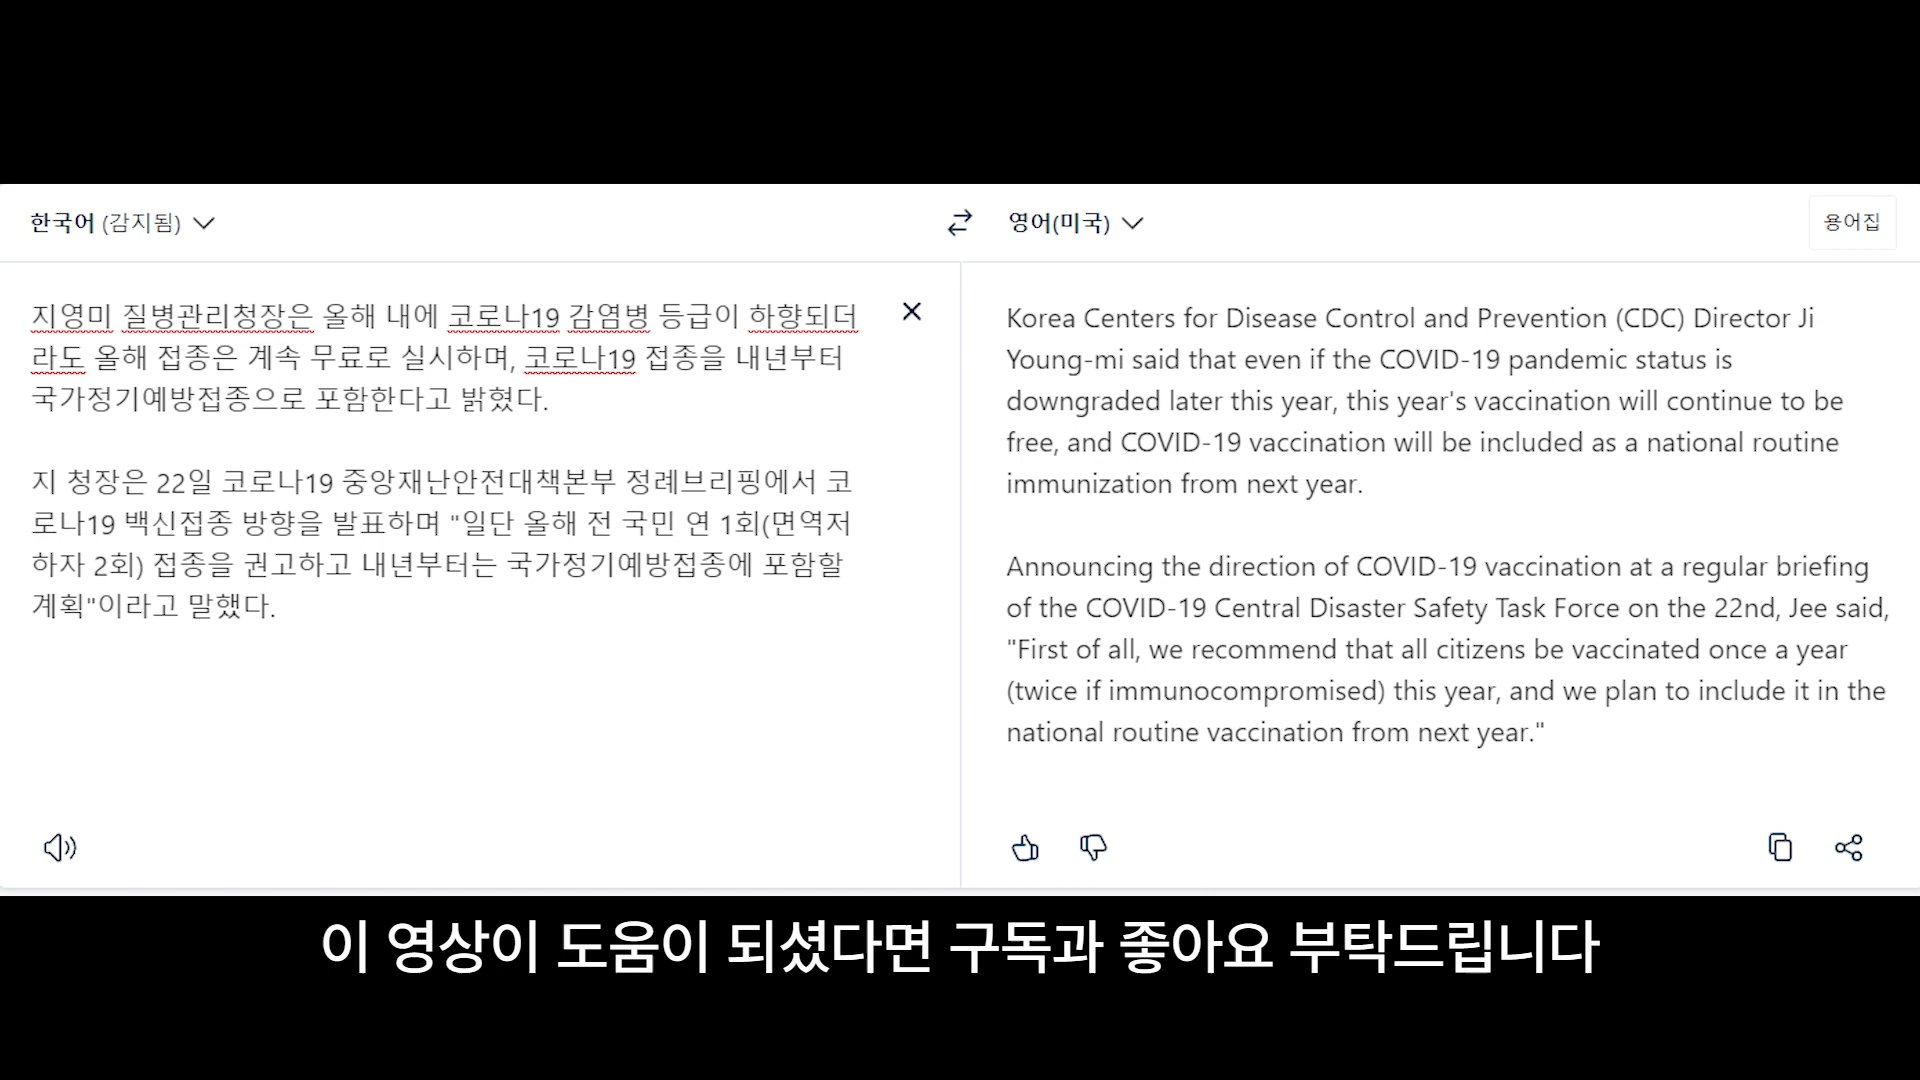 한국어 (감지됨)
영어(미국)
용어집
지영미 질병관리청장은 올해 내에 코로나19 감염병 등급이 하향되더
라도 올해 접종은 계속 무료로 실시하며, 코로나19 접종을 내년부터
국가정기예방접종으로 포함한다고 밝혔다.
지 청장은 22일 코로나19 중앙재난안전대책본부 정례브리핑에서 코
로나19 백신접종 방향을 발표하며 "일단 올해 전 국민 연 1회(면역저
하자 2회) 접종을 권고하고 내년부터는 국가정기예방접종에 포함할
계획"이라고 말했다.
Korea Centers for Disease Control and Prevention (CDC) Director Ji
Young-mi said that even if the COVID-19 pandemic status is
downgraded later this year, this year's vaccination will continue to be
free, and COVID-19 vaccination will be included as a national routine
immunization from next year.
Announcing the direction of COVID-19 vaccination at a regular briefing
of the COVID-19 Central Disaster Safety Task Force on the 22nd, Jee said,
"First of all, we recommend that all citizens be vaccinated once a year
(twice if immunocompromised) this year, and we plan to include it in the
national routine vaccination from next year."
이 영상이 도움이 되셨다면 구독과 좋아요 부탁드립니다